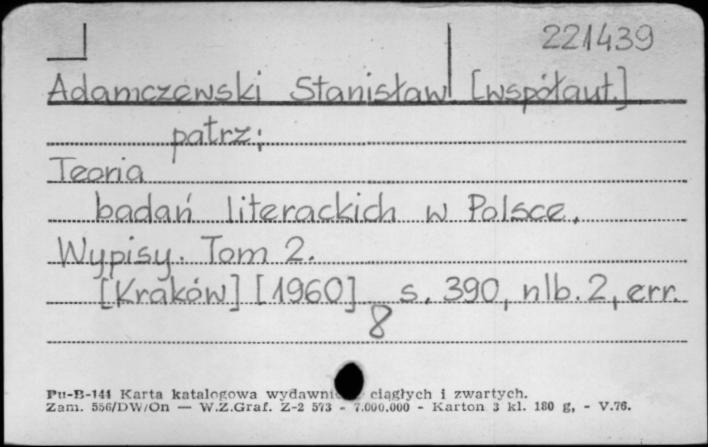 221439
Adamczewski Stanisław [współaut.]
patrz:
Teoria
badań literackich w Polsce.
Wypisy. Tom 2.
[Kraków] [1960] s. 390, nlb. 2, err.
8
Pu-B-144 Karta katalogowa ciągłych i zwartych.
Zam. 556/DW/On — W.Z.Graf. Z-2 573 - 7.000.000 - Karton 3 kl. 180 g, - V.76.